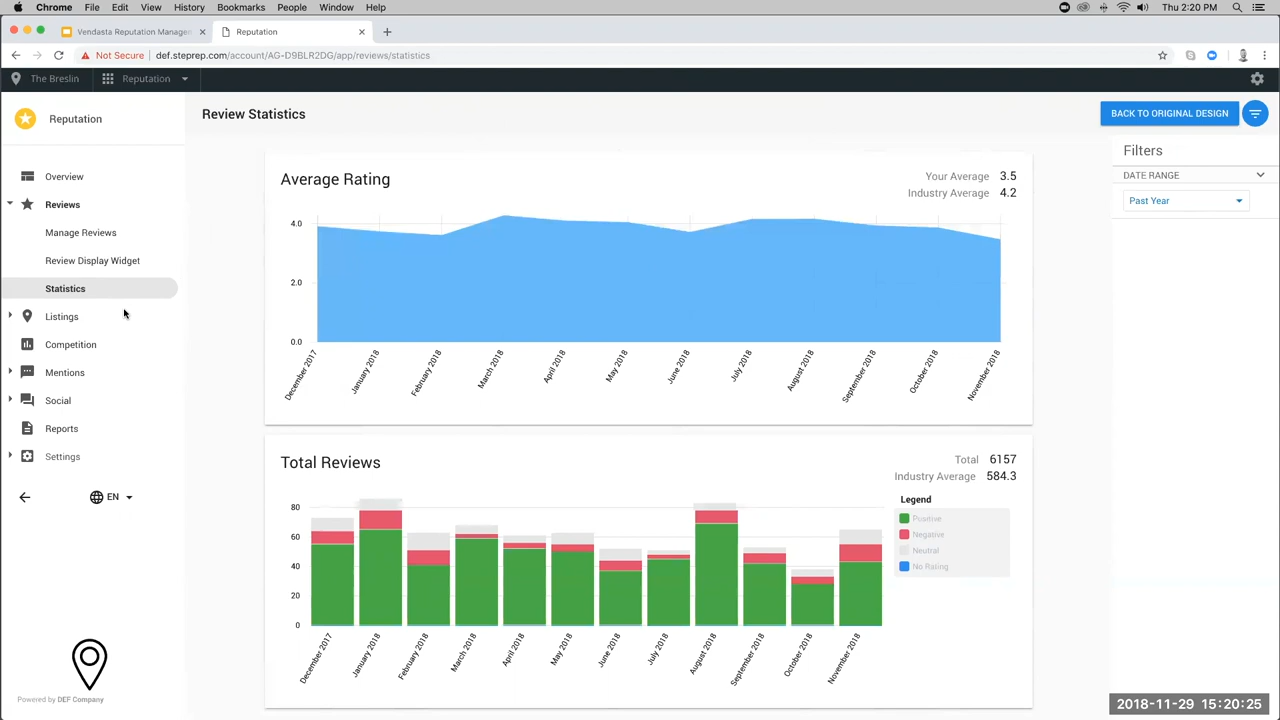 Chrome File Edit View History Bookmarks People Window Help Thu 2:20 PM
Vendasta Reputation Managem Reputation
Not Secure def.steprep.com/account/AG-D9BLR2DG/app/reviews/statistics
The Breslin Reputation
Reputation
Overview
Reviews
Manage Reviews
Review Display Widget
Statistics
Listings
Competition
Mentions
Social
Reports
Settings
EN
Powered by DEF Company
Review Statistics
BACK TO ORIGINAL DESIGN
Filters
DATE RANGE
Past Year
Average Rating
Your Average 3.5
Industry Average 4.2
4.0
2.0
0.0
December 2017
January 2018
February 2018
March 2018
April 2018
May 2018
June 2018
July 2018
August 2018
September 2018
October 2018
November 2018
Total Reviews
Total 6157
Industry Average 584.3
Legend
Positive
Negative
Neutral
No Rating
80
60
40
20
0
December 2017
January 2018
February 2018
March 2018
April 2018
May 2018
June 2018
July 2018
August 2018
September 2018
October 2018
November 2018
2018-11-29 15:20:25